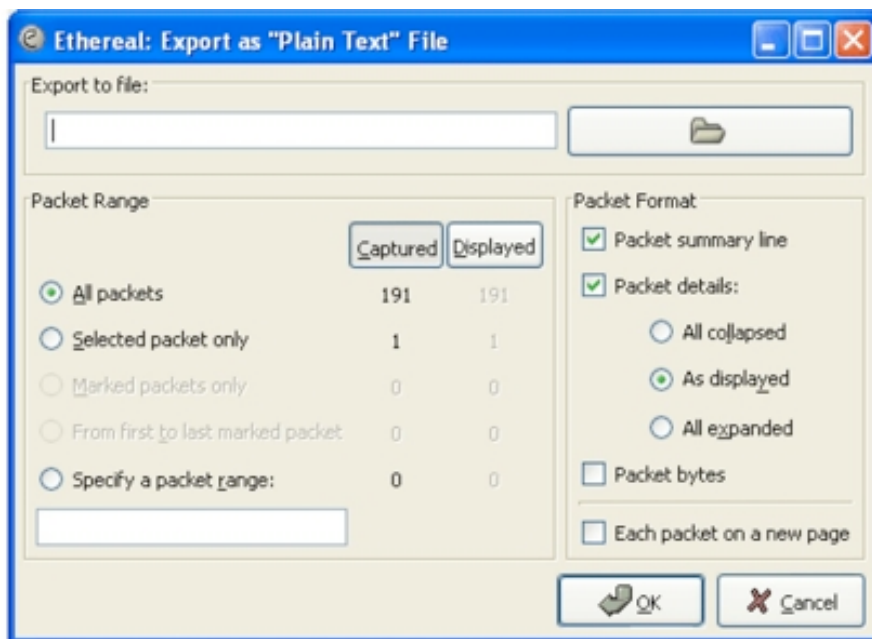 Ethereal: Export as "Plain Text" File
Export to file:
Packet Range
Captured Displayed
All packets 191 191
Selected packet only 1 1
Marked packets only 0 0
From first to last marked packet 0 0
Specify a packet range: 0 0
Packet Format
Packet summary line
Packet details:
All collapsed
As displayed
All expanded
Packet bytes
Each packet on a new page
OK
Cancel